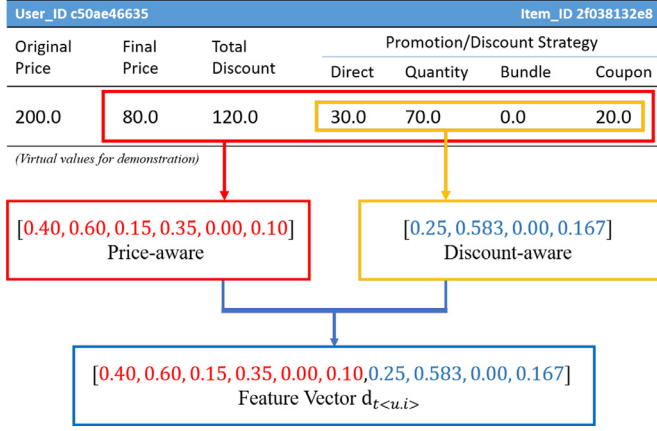 User_ID c50ae46635 Item_ID 2f038132e8
Original Price Final Price Total Discount Promotion/Discount Strategy
Direct Quantity Bundle Coupon
200.0 80.0 120.0 30.0 70.0 0.0 20.0
(Virtual values for demonstration)
[0.40, 0.60, 0.15, 0.35, 0.00, 0.10]
Price-aware
[0.25, 0.583, 0.00, 0.167]
Discount-aware
[0.40, 0.60, 0.15, 0.35, 0.00, 0.10,0.25, 0.583, 0.00, 0.167]
Feature Vector d_{t<u.i>}